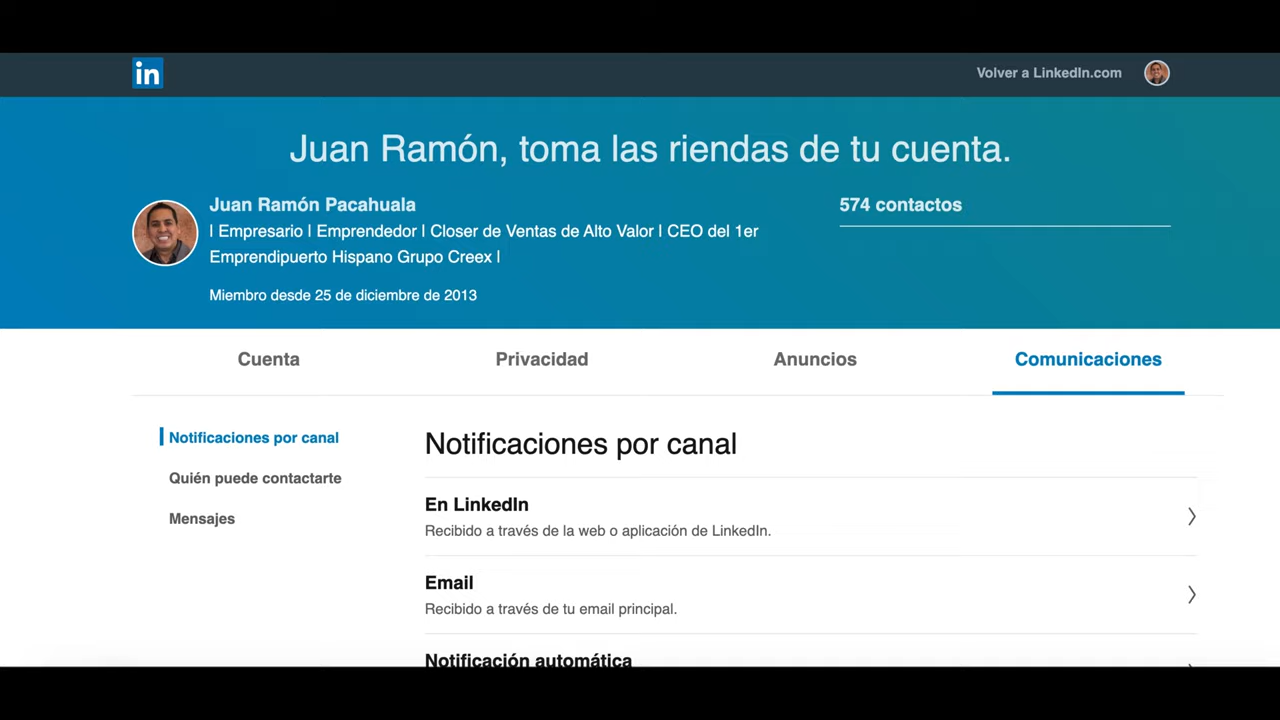 in
Volver a LinkedIn.com
Juan Ramón, toma las riendas de tu cuenta.
Juan Ramón Pacahuala
574 contactos
| Empresario | Emprendedor | Closer de Ventas de Alto Valor | CEO del 1er
Emprendipuerto Hispano Grupo Creex |
Miembro desde 25 de diciembre de 2013
Cuenta
Privacidad
Anuncios
Comunicaciones
Notificaciones por canal
Quién puede contactarte
Mensajes
Notificaciones por canal
En LinkedIn
Recibido a través de la web o aplicación de LinkedIn.
Email
Recibido a través de tu email principal.
Notificación automática